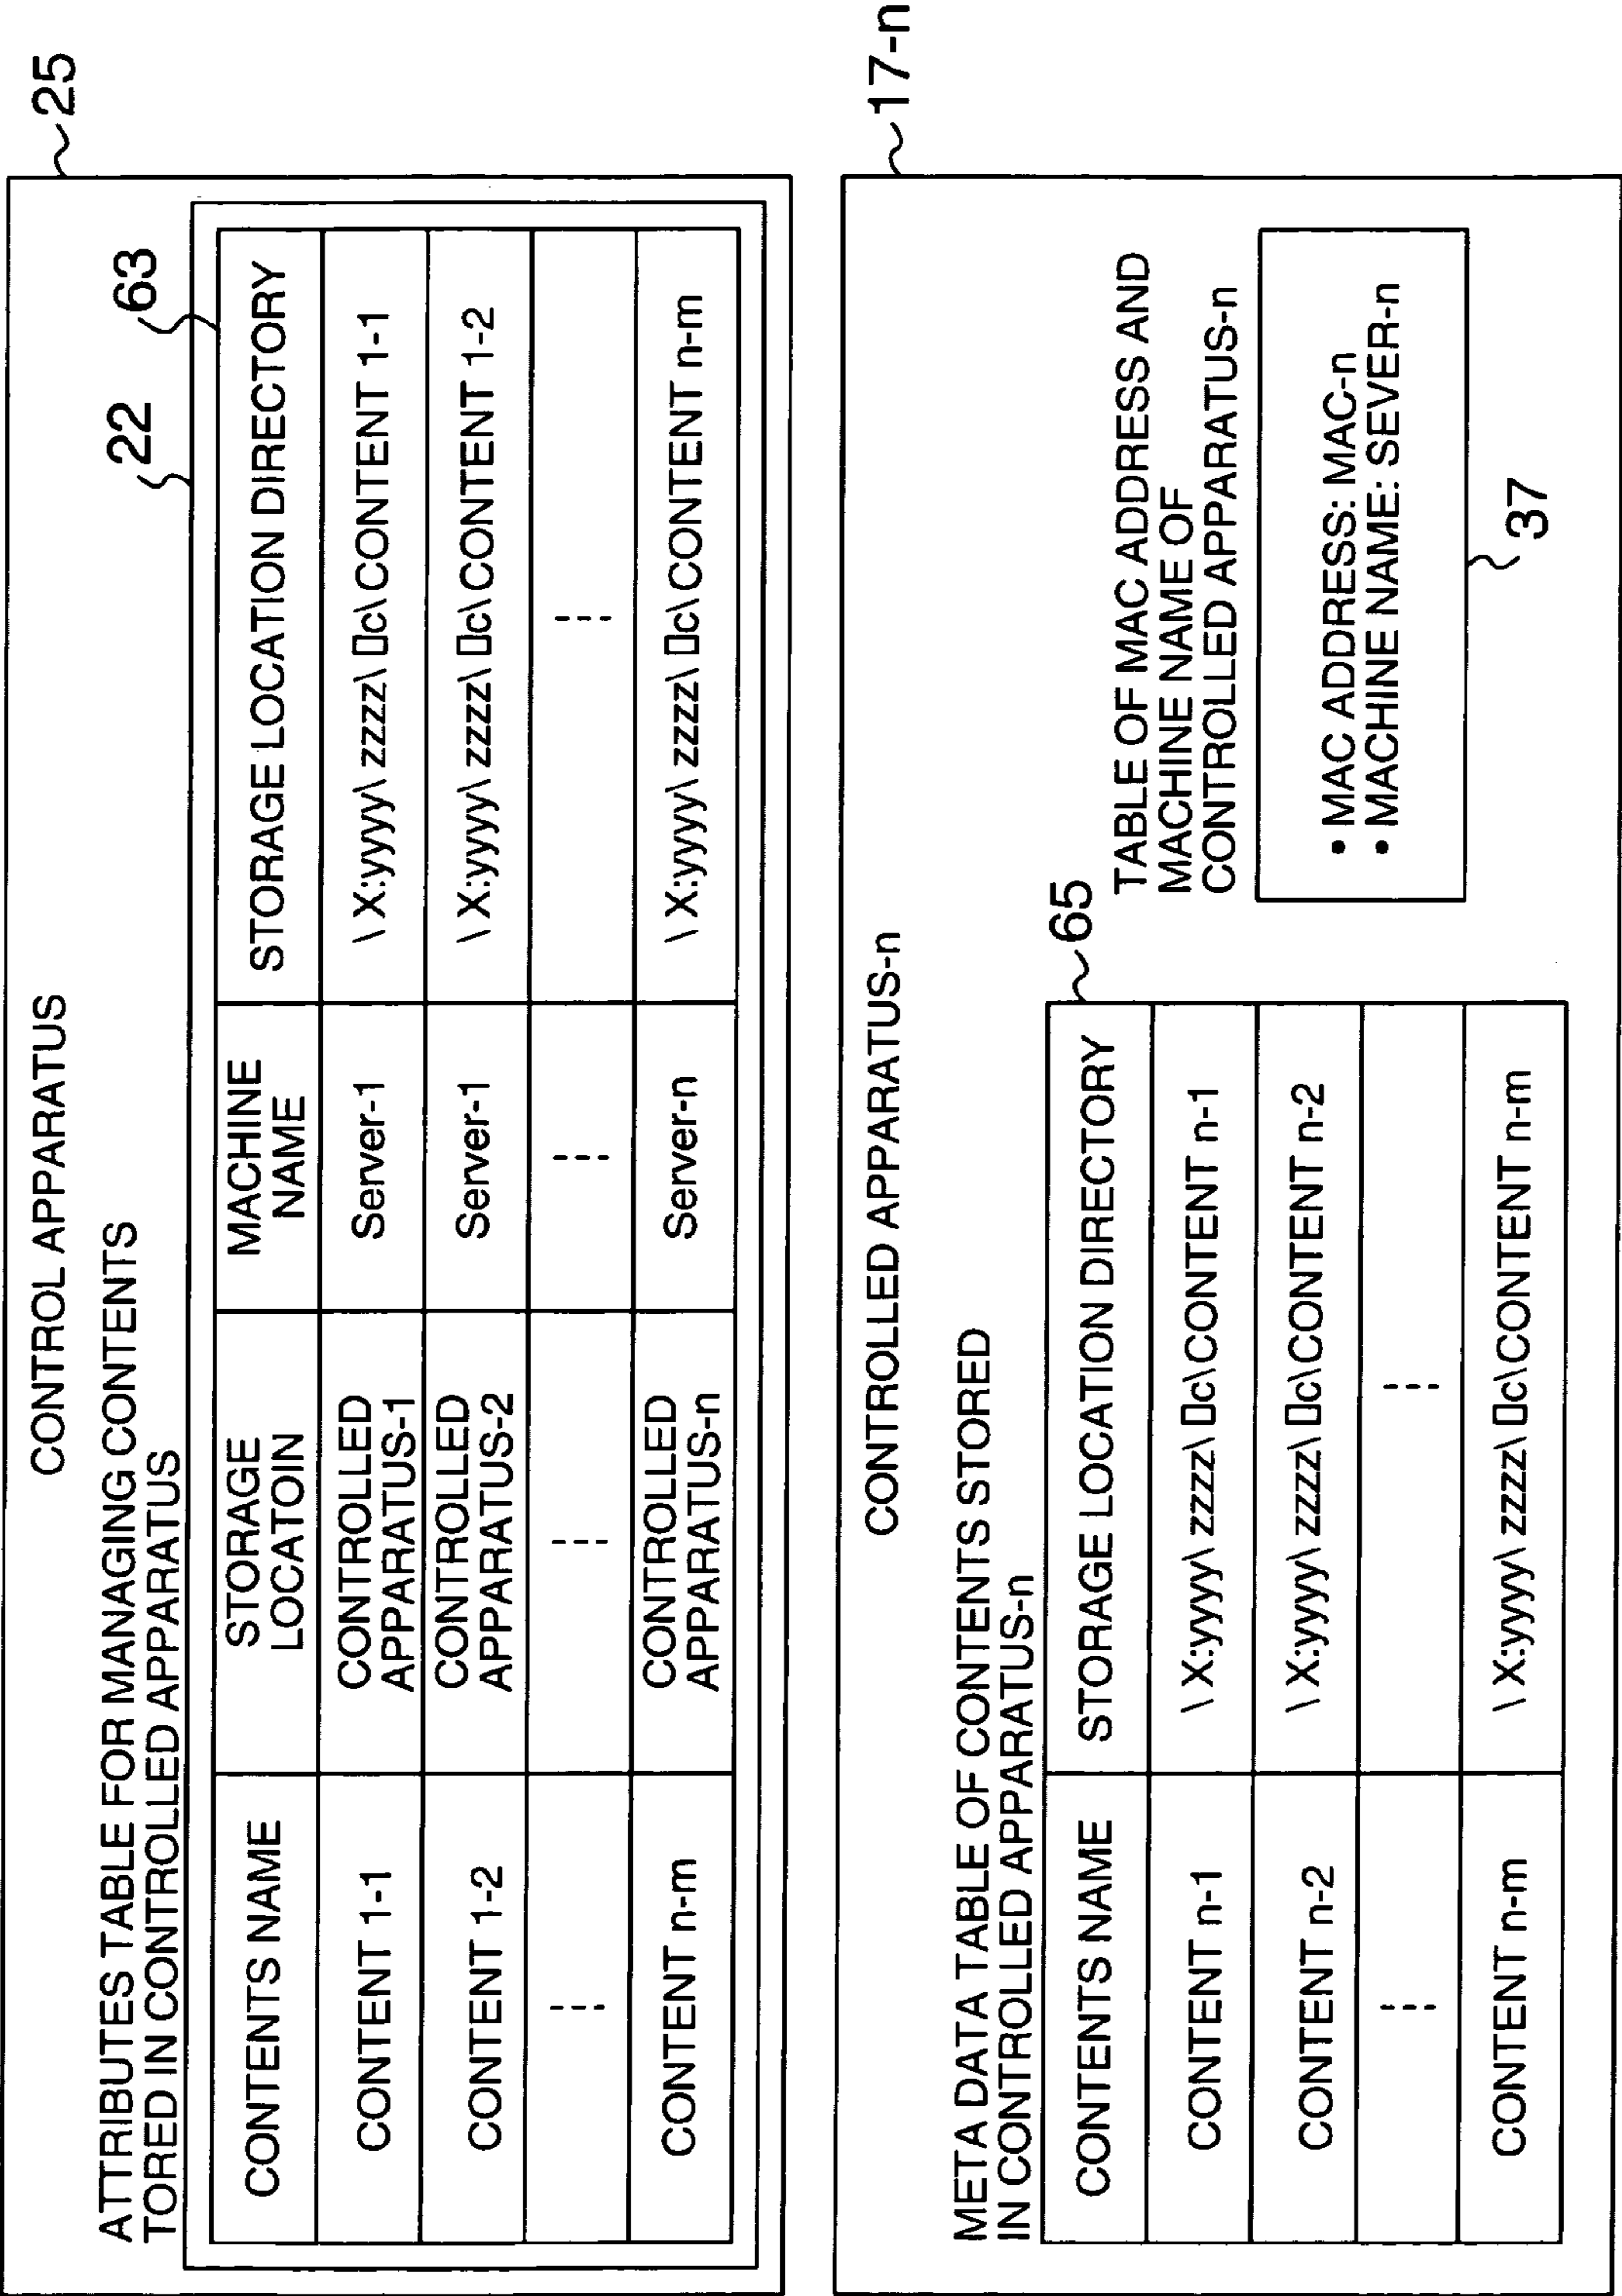 CONTROL APPARATUS
25
ATTRIBUTES TABLE FOR MANAGING CONTENTS
TORED IN CONTROLLED APPARATUS
22
63
CONTENTS NAME
STORAGE
LOCATOIN
MACHINE
NAME
STORAGE LOCATION DIRECTORY
CONTENT 1-1
CONTROLLED
APPARATUS-1
Server-1
\ X:yyyy\ zzzz\ ▯c\CONTENT 1-1
CONTENT 1-2
CONTROLLED
APPARATUS-2
Server-1
\ X:yyyy\ zzzz\ ▯c\CONTENT 1-2
---
---
---
---
CONTENT n-m
CONTROLLED
APPARATUS-n
Server-n
\ X:yyyy\ zzzz\ ▯c\CONTENT n-m
CONTROLLED APPARATUS-n
17-n
META DATA TABLE OF CONTENTS STORED
IN CONTROLLED APPARATUS-n
65
CONTENTS NAME
STORAGE LOCATION DIRECTORY
CONTENT n-1
\ X:yyyy\ zzzz\ ▯c\CONTENT n-1
CONTENT n-2
\ X:yyyy\ zzzz\ ▯c\CONTENT n-2
---
---
CONTENT n-m
\ X:yyyy\ zzzz\ ▯c\CONTENT n-m
TABLE OF MAC ADDRESS AND
MACHINE NAME OF
CONTROLLED APPARATUS-n
• MAC ADDRESS: MAC-n
• MACHINE NAME: SEVER-n
37